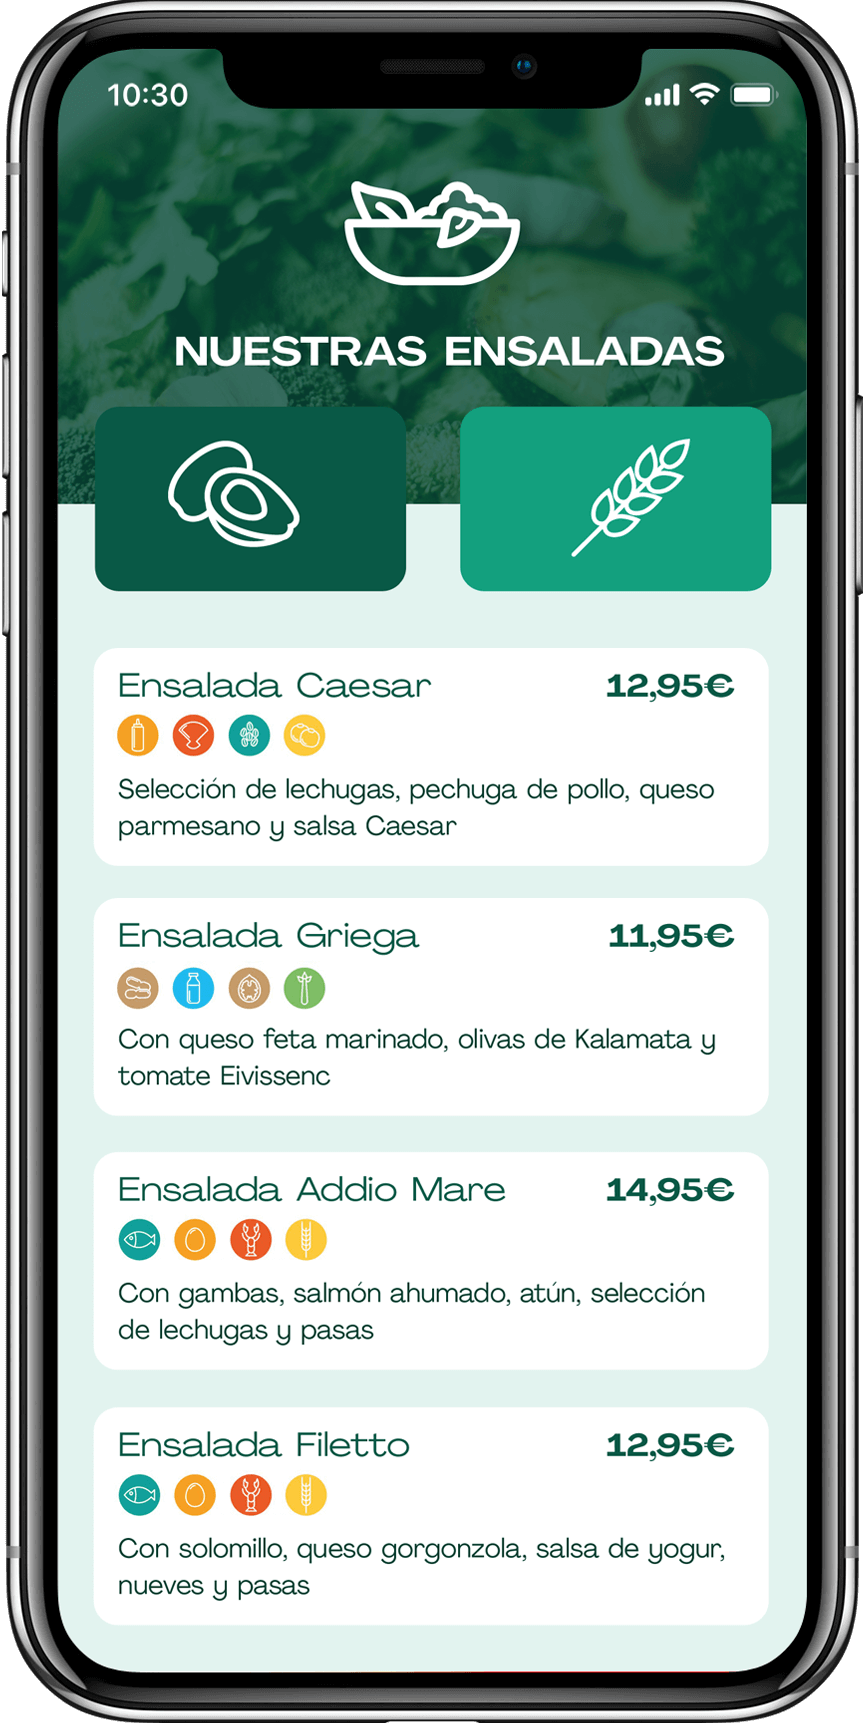 10:30
NUESTRAS ENSALADAS
Ensalada Caesar 12,95€
Selección de lechugas, pechuga de pollo, queso
parmesano y salsa Caesar
Ensalada Griega 11,95€
Con queso feta marinado, olivas de Kalamata y
tomate Eivissenc
Ensalada Addio Mare 14,95€
Con gambas, salmón ahumado, atún, selección
de lechugas y pasas
Ensalada Filetto 12,95€
Con solomillo, queso gorgonzola, salsa de yogur,
nueves y pasas